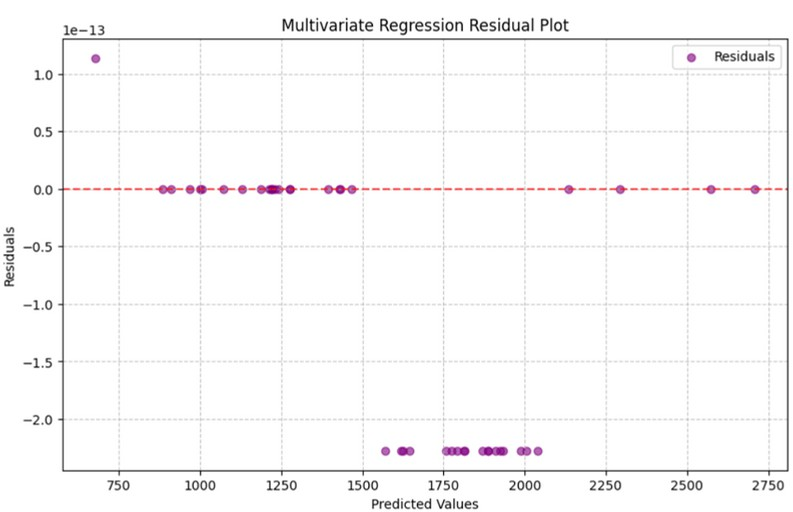 Multivariate Regression Residual Plot
1e−13
Residuals
1.0
0.5
0.0
−0.5
−1.0
−1.5
−2.0
Residuals
750 1000 1250 1500 1750 2000 2250 2500 2750
Predicted Values